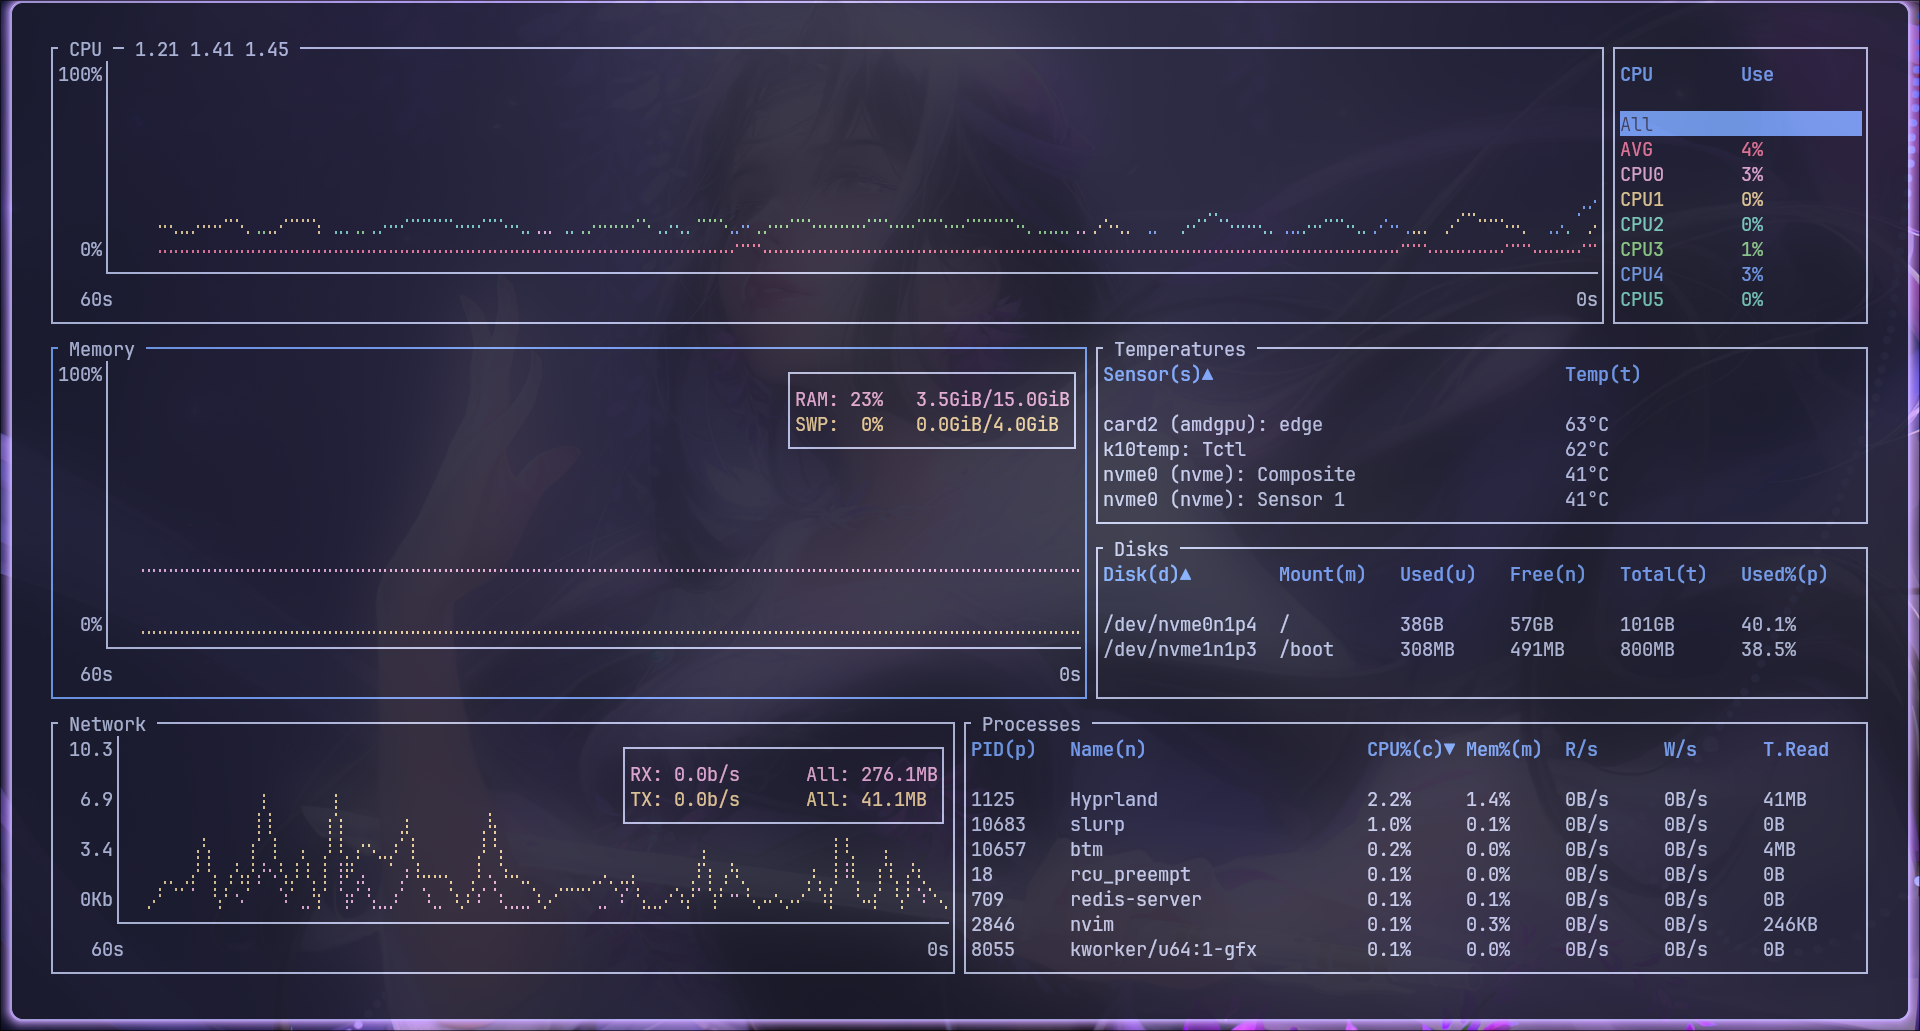 CPU 1.21 1.41 1.45
100%
0%
60s 0s
CPU Use
All
AVG 4%
CPU0 3%
CPU1 0%
CPU2 0%
CPU3 1%
CPU4 3%
CPU5 0%
Memory
100%
RAM: 23% 3.5GiB/15.0GiB
SWP: 0% 0.0GiB/4.0GiB
0%
60s 0s
Temperatures
Sensor(s)▲ Temp(t)
card2 (amdgpu): edge 63°C
k10temp: Tctl 62°C
nvme0 (nvme): Composite 41°C
nvme0 (nvme): Sensor 1 41°C
Disks
Disk(d)▲ Mount(m) Used(u) Free(n) Total(t) Used%(p)
/dev/nvme0n1p4 / 38GB 57GB 101GB 40.1%
/dev/nvme1n1p3 /boot 308MB 491MB 800MB 38.5%
Network
10.3
RX: 0.0b/s All: 276.1MB
TX: 0.0b/s All: 41.1MB
6.9
3.4
0Kb
60s 0s
Processes
PID(p) Name(n) CPU%(c)▼ Mem%(m) R/s W/s T.Read
1125 Hyprland 2.2% 1.4% 0B/s 0B/s 41MB
10683 slurp 1.0% 0.1% 0B/s 0B/s 0B
10657 btm 0.2% 0.0% 0B/s 0B/s 4MB
18 rcu_preempt 0.1% 0.0% 0B/s 0B/s 0B
709 redis-server 0.1% 0.1% 0B/s 0B/s 0B
2846 nvim 0.1% 0.3% 0B/s 0B/s 246KB
8055 kworker/u64:1-gfx 0.1% 0.0% 0B/s 0B/s 0B